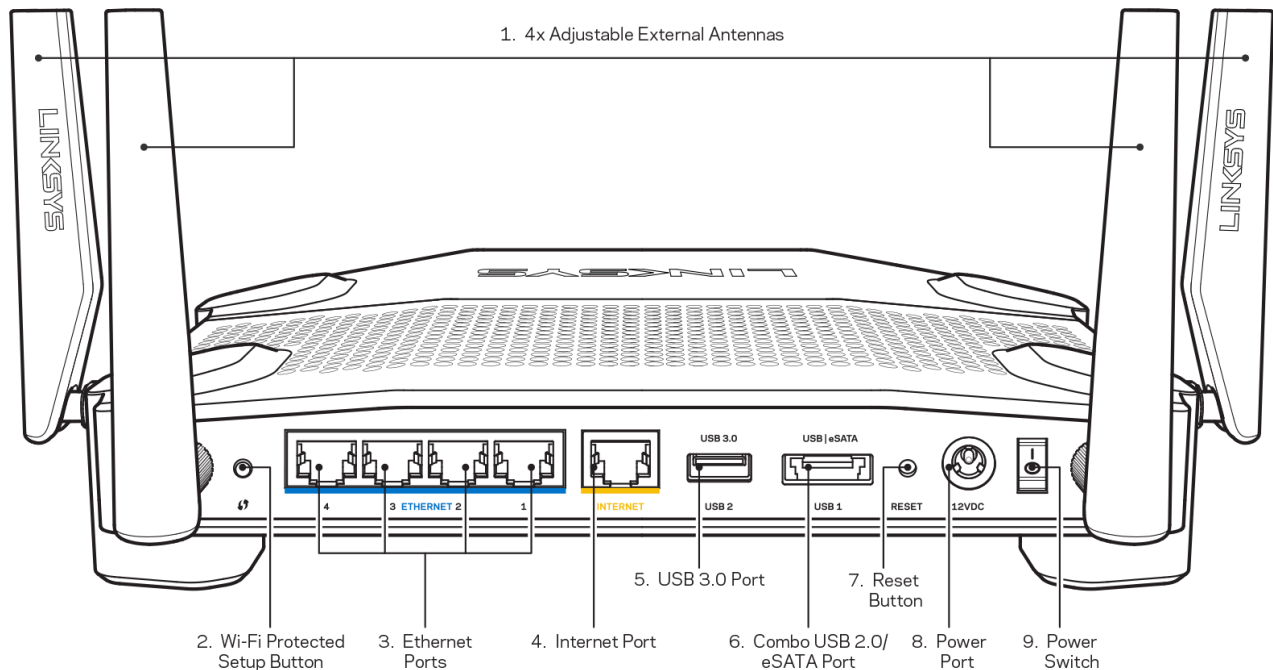 1. 4x Adjustable External Antennas
LINKSYS
LINKSYS
LINKSYS
USB 3.0
USB | eSATA
4
3 ETHERNET 2
1
INTERNET
USB 2
USB 1
RESET
12VDC
5. USB 3.0 Port
7. Reset
Button
2. Wi-Fi Protected
Setup Button
3. Ethernet
Ports
4. Internet Port
6. Combo USB 2.0/
eSATA Port
8. Power
Port
9. Power
Switch